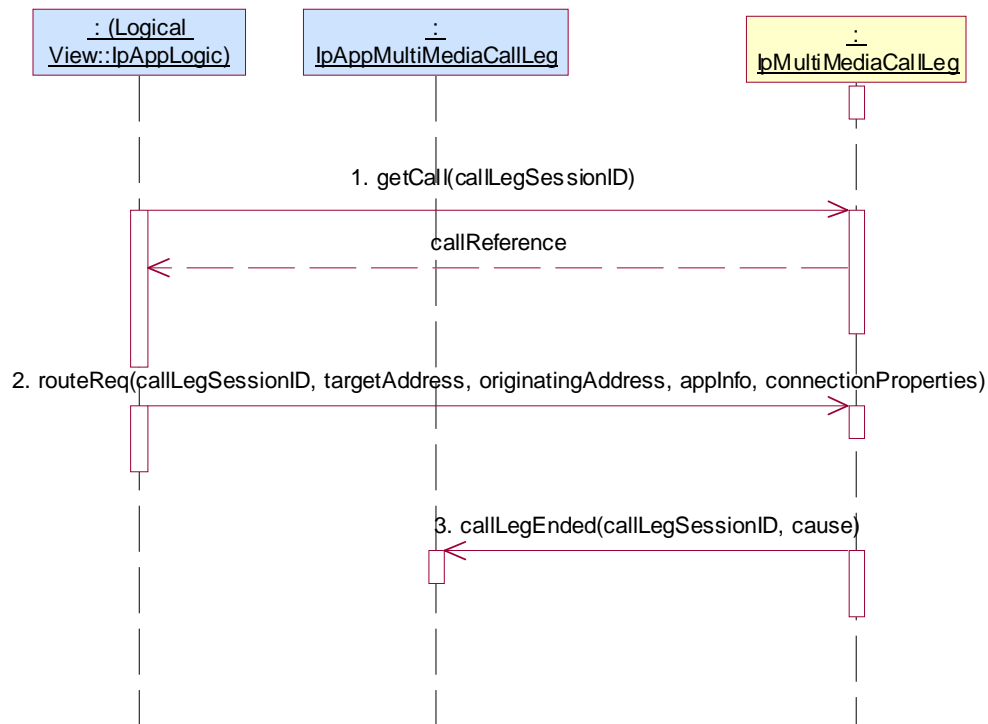 : (Logical
View::IpAppLogic)
:
IpAppMultiMediaCallLeg
:
IpMultiMediaCallLeg
1. getCall(callLegSessionID)
callReference
2. routeReq(callLegSessionID, targetAddress, originatingAddress, appInfo, connectionProperties)
3. callLegEnded(callLegSessionID, cause)